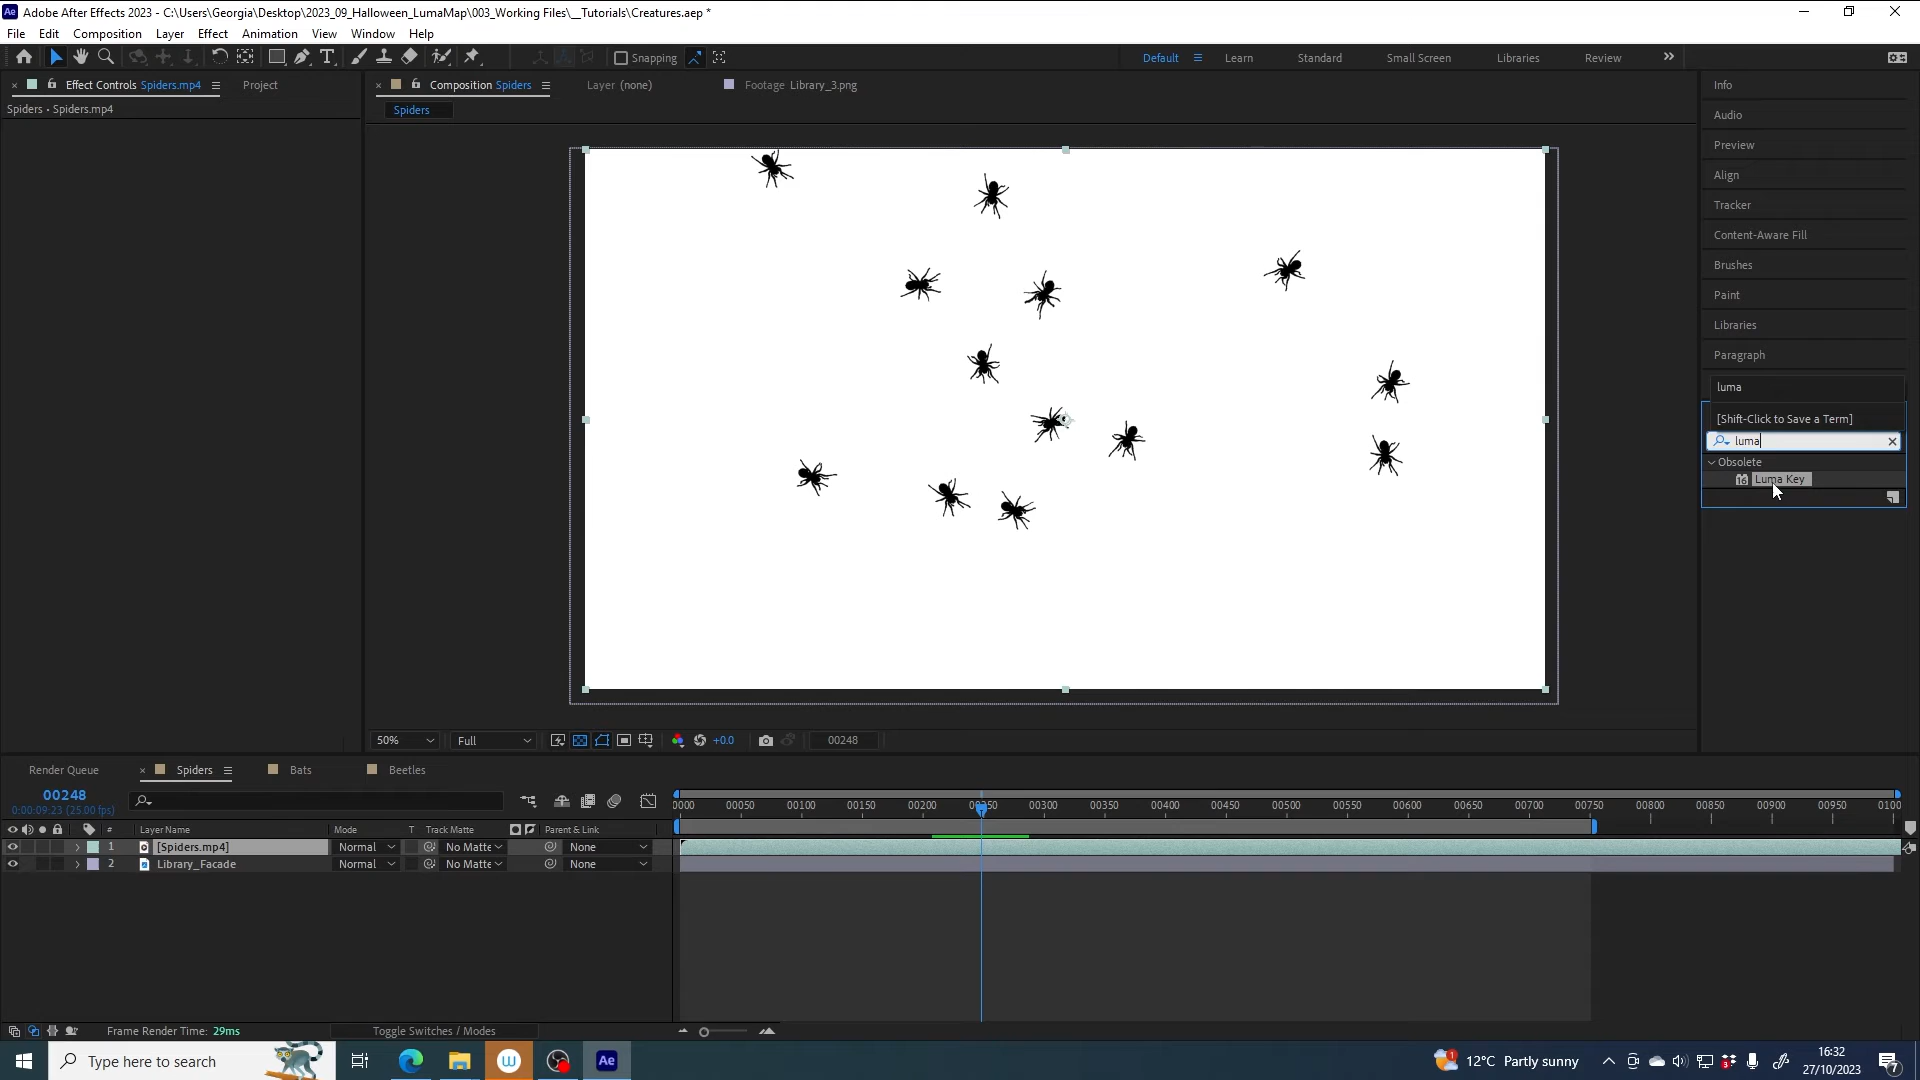 Adobe After Effects 2023 - C:\Users\Georgia\Desktop\2023_09_Halloween_LumaMap\003_Working Files\__Tutorials\Creatures.aep *
File Edit Composition Layer Effect Animation View Window Help
Snapping Default Learn Standard Small Screen Libraries Review
Effect Controls Spiders.mp4 Project Composition Spiders Layer (none) Footage Library_3.png Info
Spiders • Spiders.mp4 Spiders
Audio
Preview
Align
Tracker
Content-Aware Fill
Brushes
Paint
Libraries
Paragraph
luma
[Shift-Click to Save a Term]
luma
Obsolete
16 Luma Key
50% Full +0.0 00248
Render Queue Spiders Bats Beetles
00248
0:00:09:23 (25.00 fps)
0000 00050 00100 00150 00200 00250 00300 00350 00400 00450 00500 00550 00600 00650 00700 00750 00800 00850 00900 00950 0100
# Layer Name Mode T Track Matte Parent & Link
1 [Spiders.mp4] Normal No Matte None
2 Library_Facade Normal No Matte None
Frame Render Time: 29ms Toggle Switches / Modes
Type here to search Ae 1 12°C Partly sunny 16:32
27/10/2023 7